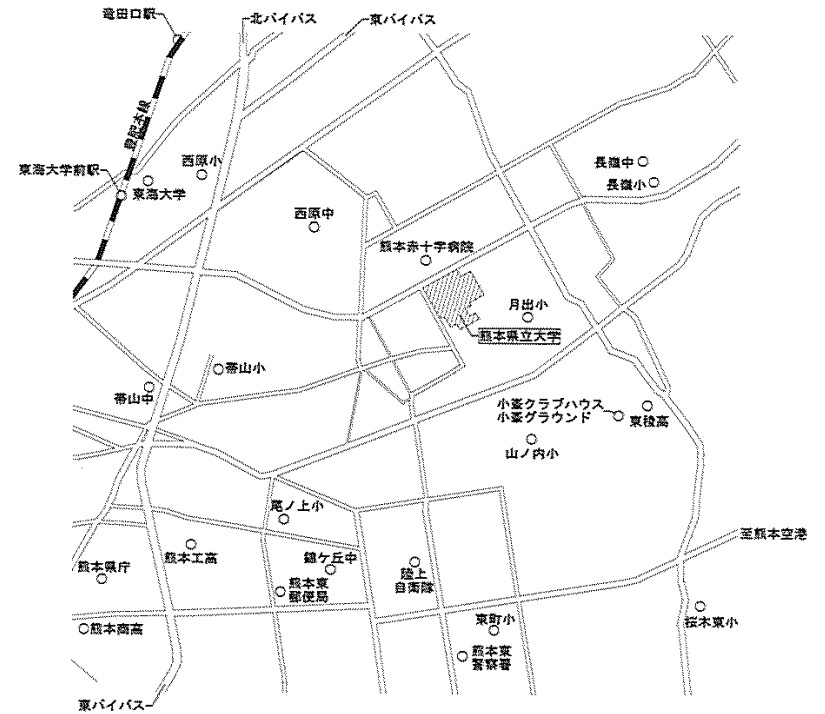 竜田口駅
北バイパス
東バイパス
豊肥本線
東海大学前駅
東海大学
西原小
西原中
長嶺中
長嶺小
熊本赤十字病院
月出小
熊本県立大学
帯山小
帯山中
小峯クラブハウス
小峯グラウンド
東稜高
山ノ内小
尾ノ上小
至熊本空港
熊本県庁
熊本工高
錦ケ丘中
熊本東
郵便局
陸上
自衛隊
桜木東小
熊本商高
東町小
熊本東
警察署
東バイパス